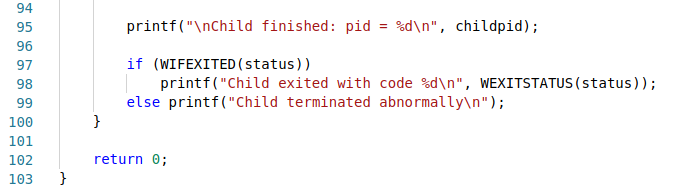 94
95 printf("\nChild finished: pid = %d\n", childpid);
96
97 if (WIFEXITED(status))
98 printf("Child exited with code %d\n", WEXITSTATUS(status));
99 else printf("Child terminated abnormally\n");
100 }
101
102 return 0;
103 }